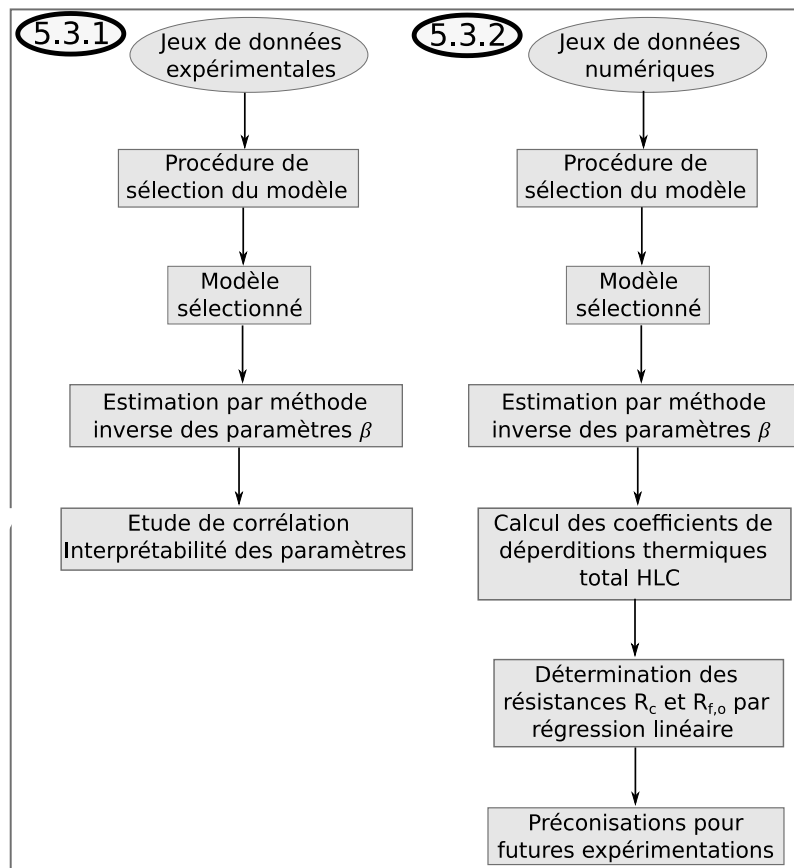 5.3.1
Jeux de données
expérimentales
Procédure de
sélection du modèle
Modèle
sélectionné
Estimation par méthode
inverse des paramètres β
Etude de corrélation
Interprétabilité des paramètres
5.3.2
Jeux de données
numériques
Procédure de
sélection du modèle
Modèle
sélectionné
Estimation par méthode
inverse des paramètres β
Calcul des coefficients de
déperditions thermiques
total HLC
Détermination des
résistances R_c et R_f,o par
régression linéaire
Préconisations pour
futures expérimentations